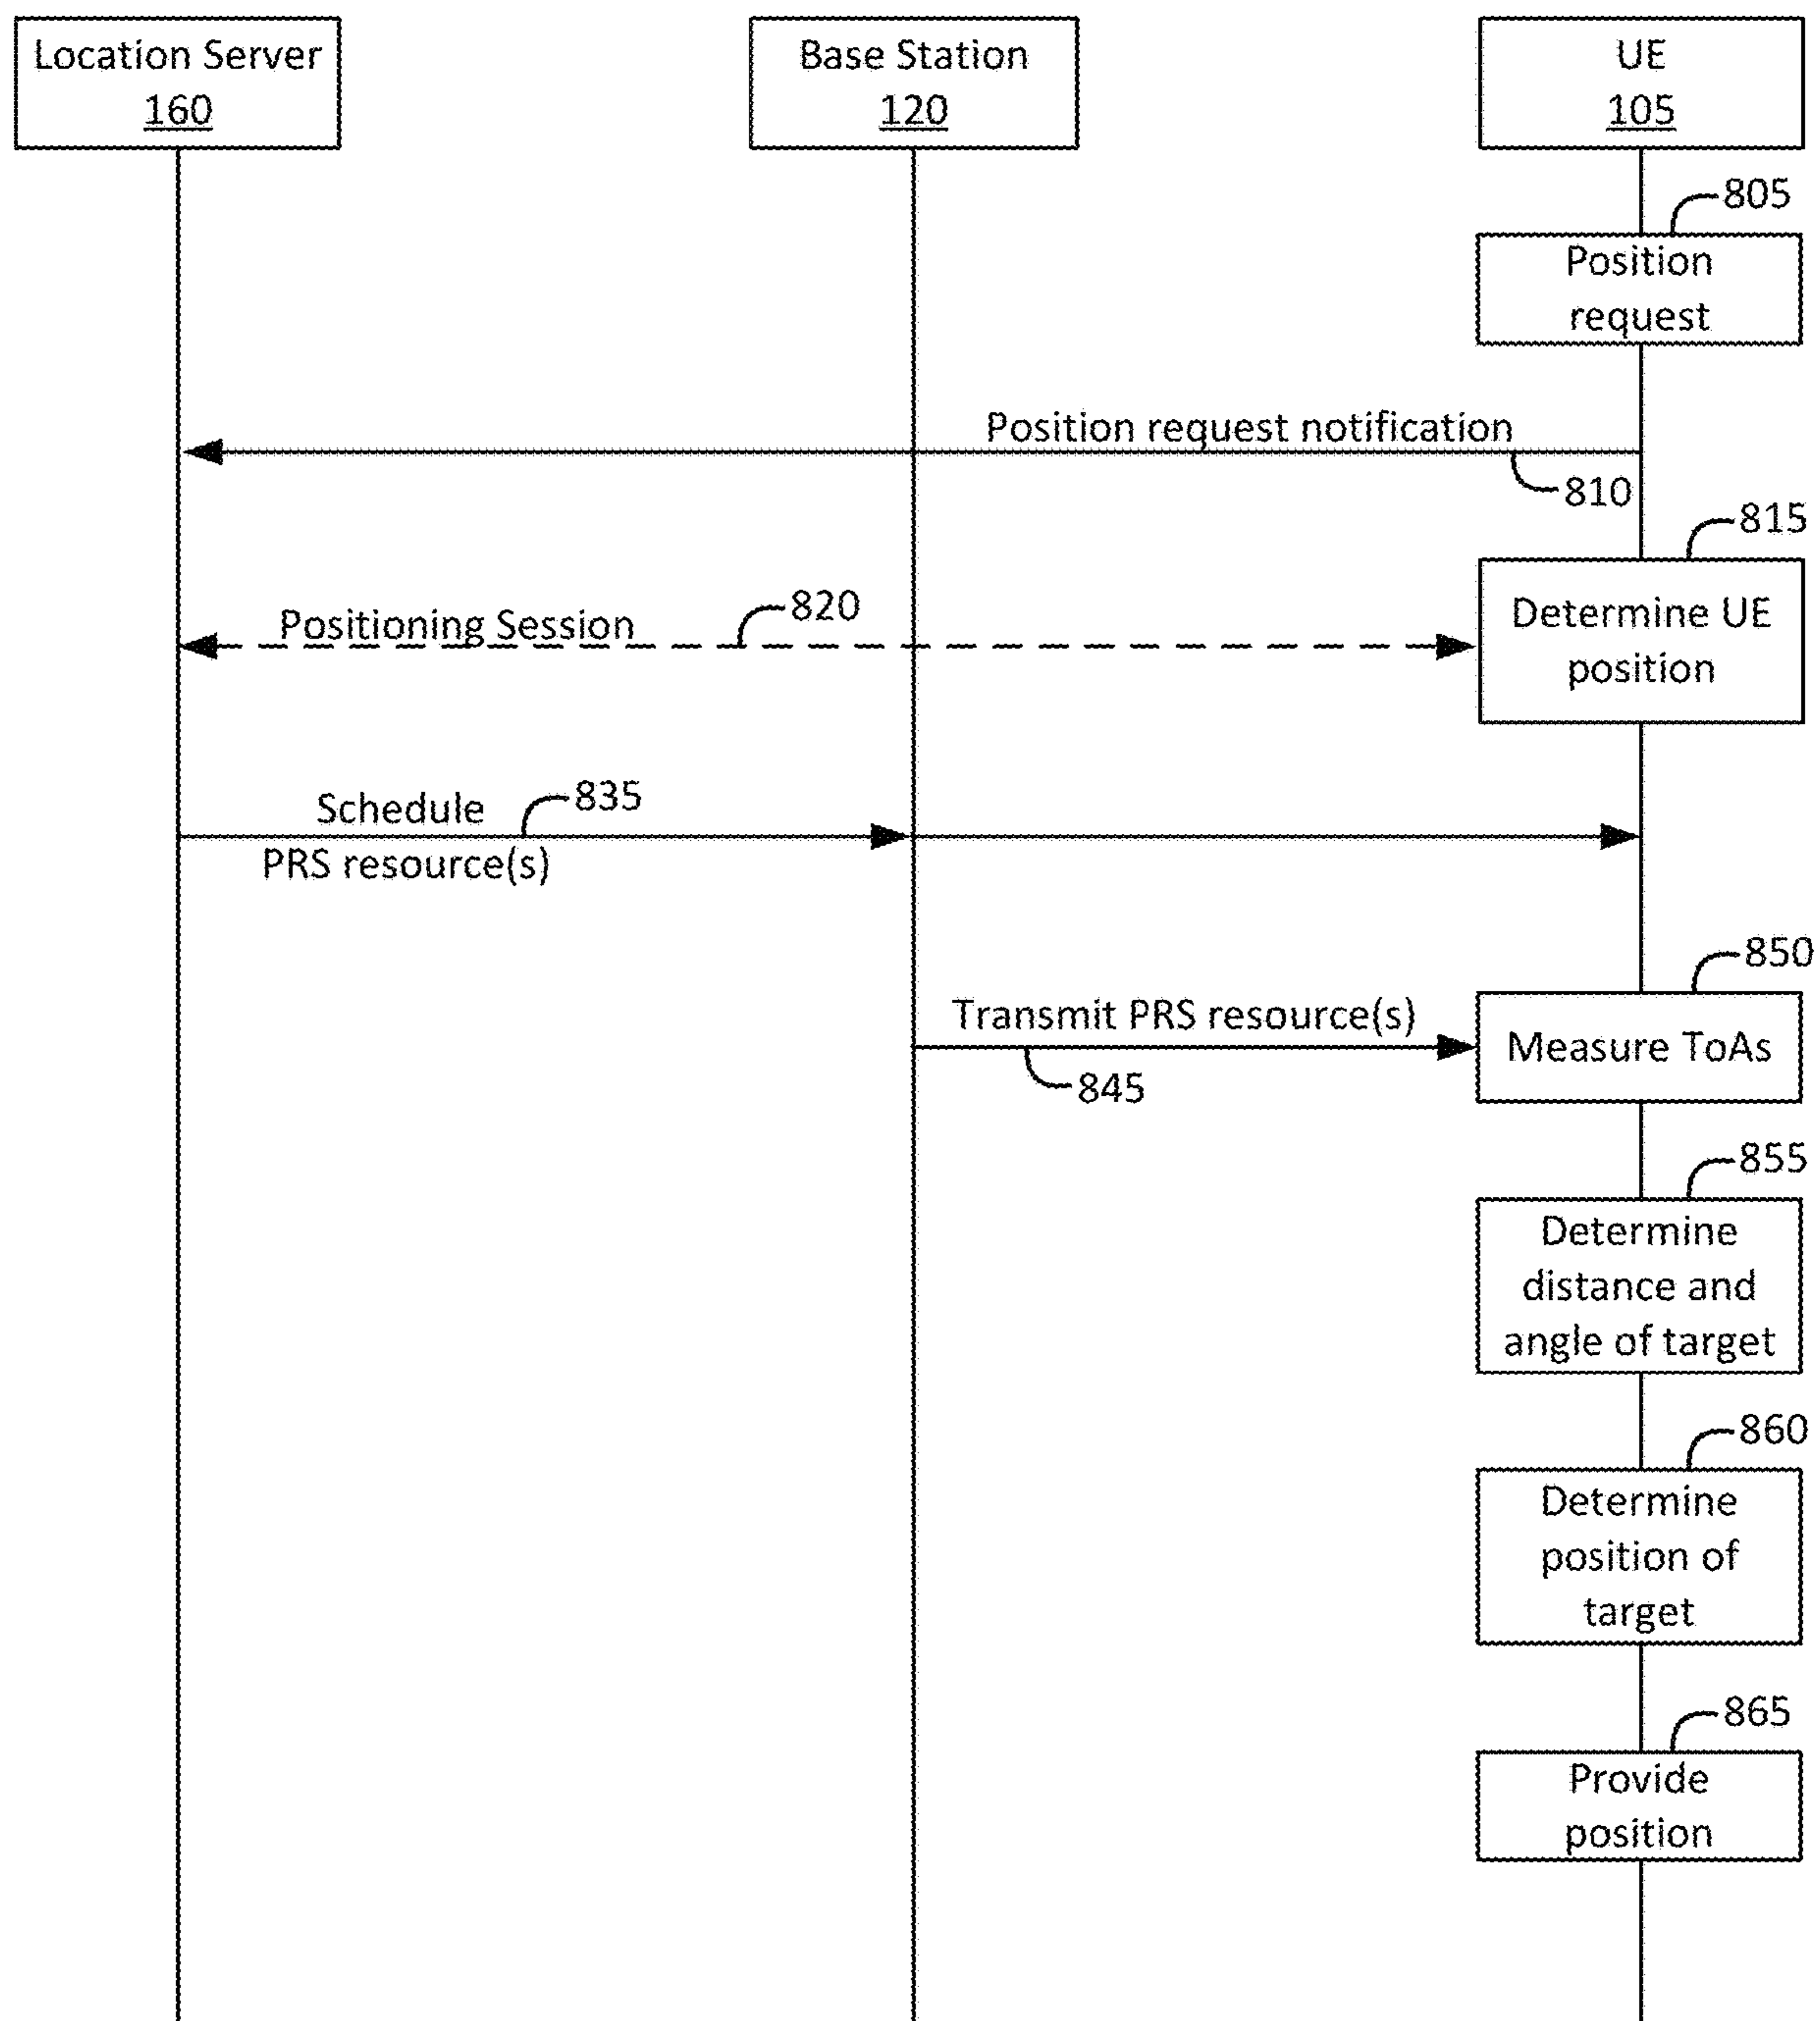 Location Server
160
Base Station
120
UE
105
805
Position
request
Position request notification
810
815
Determine UE
position
Positioning Session
820
Schedule
835
PRS resource(s)
850
Transmit PRS resource(s)
Measure ToAs
845
855
Determine
distance and
angle of target
860
Determine
position of
target
865
Provide
position